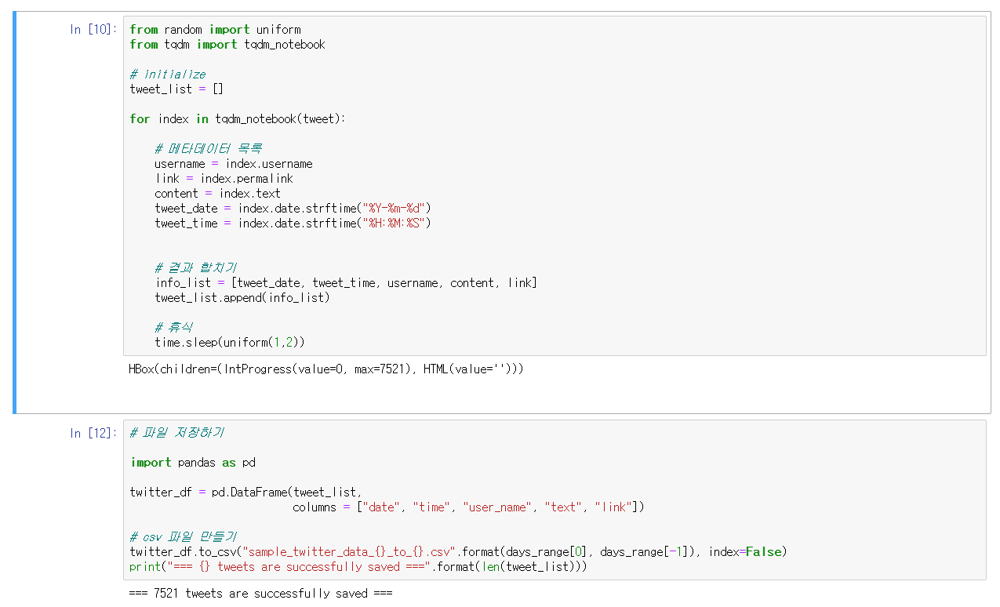 In [10]:
from random import uniform
from tqdm import tqdm_notebook
# initialize
tweet_list = []
for index in tqdm_notebook(tweet):
# 메타데이터 목록
username = index.username
link = index.permalink
content = index.text
tweet_date = index.date.strftime("%Y-%m-%d")
tweet_time = index.date.strftime("%H:%M:%S")
# 결과 합치기
info_list = [tweet_date, tweet_time, username, content, link]
tweet_list.append(info_list)
# 휴식
time.sleep(uniform(1,2))
HBox(children=(IntProgress(value=0, max=7521), HTML(value='')))
In [12]:
# 파일 저장하기
import pandas as pd
twitter_df = pd.DataFrame(tweet_list,
columns = ["date", "time", "user_name", "text", "link"])
# csv 파일 만들기
twitter_df.to_csv("sample_twitter_data_{}_to_{}.csv".format(days_range[0], days_range[-1]), index=False)
print("=== {} tweets are successfully saved ===".format(len(tweet_list)))
=== 7521 tweets are successfully saved ===